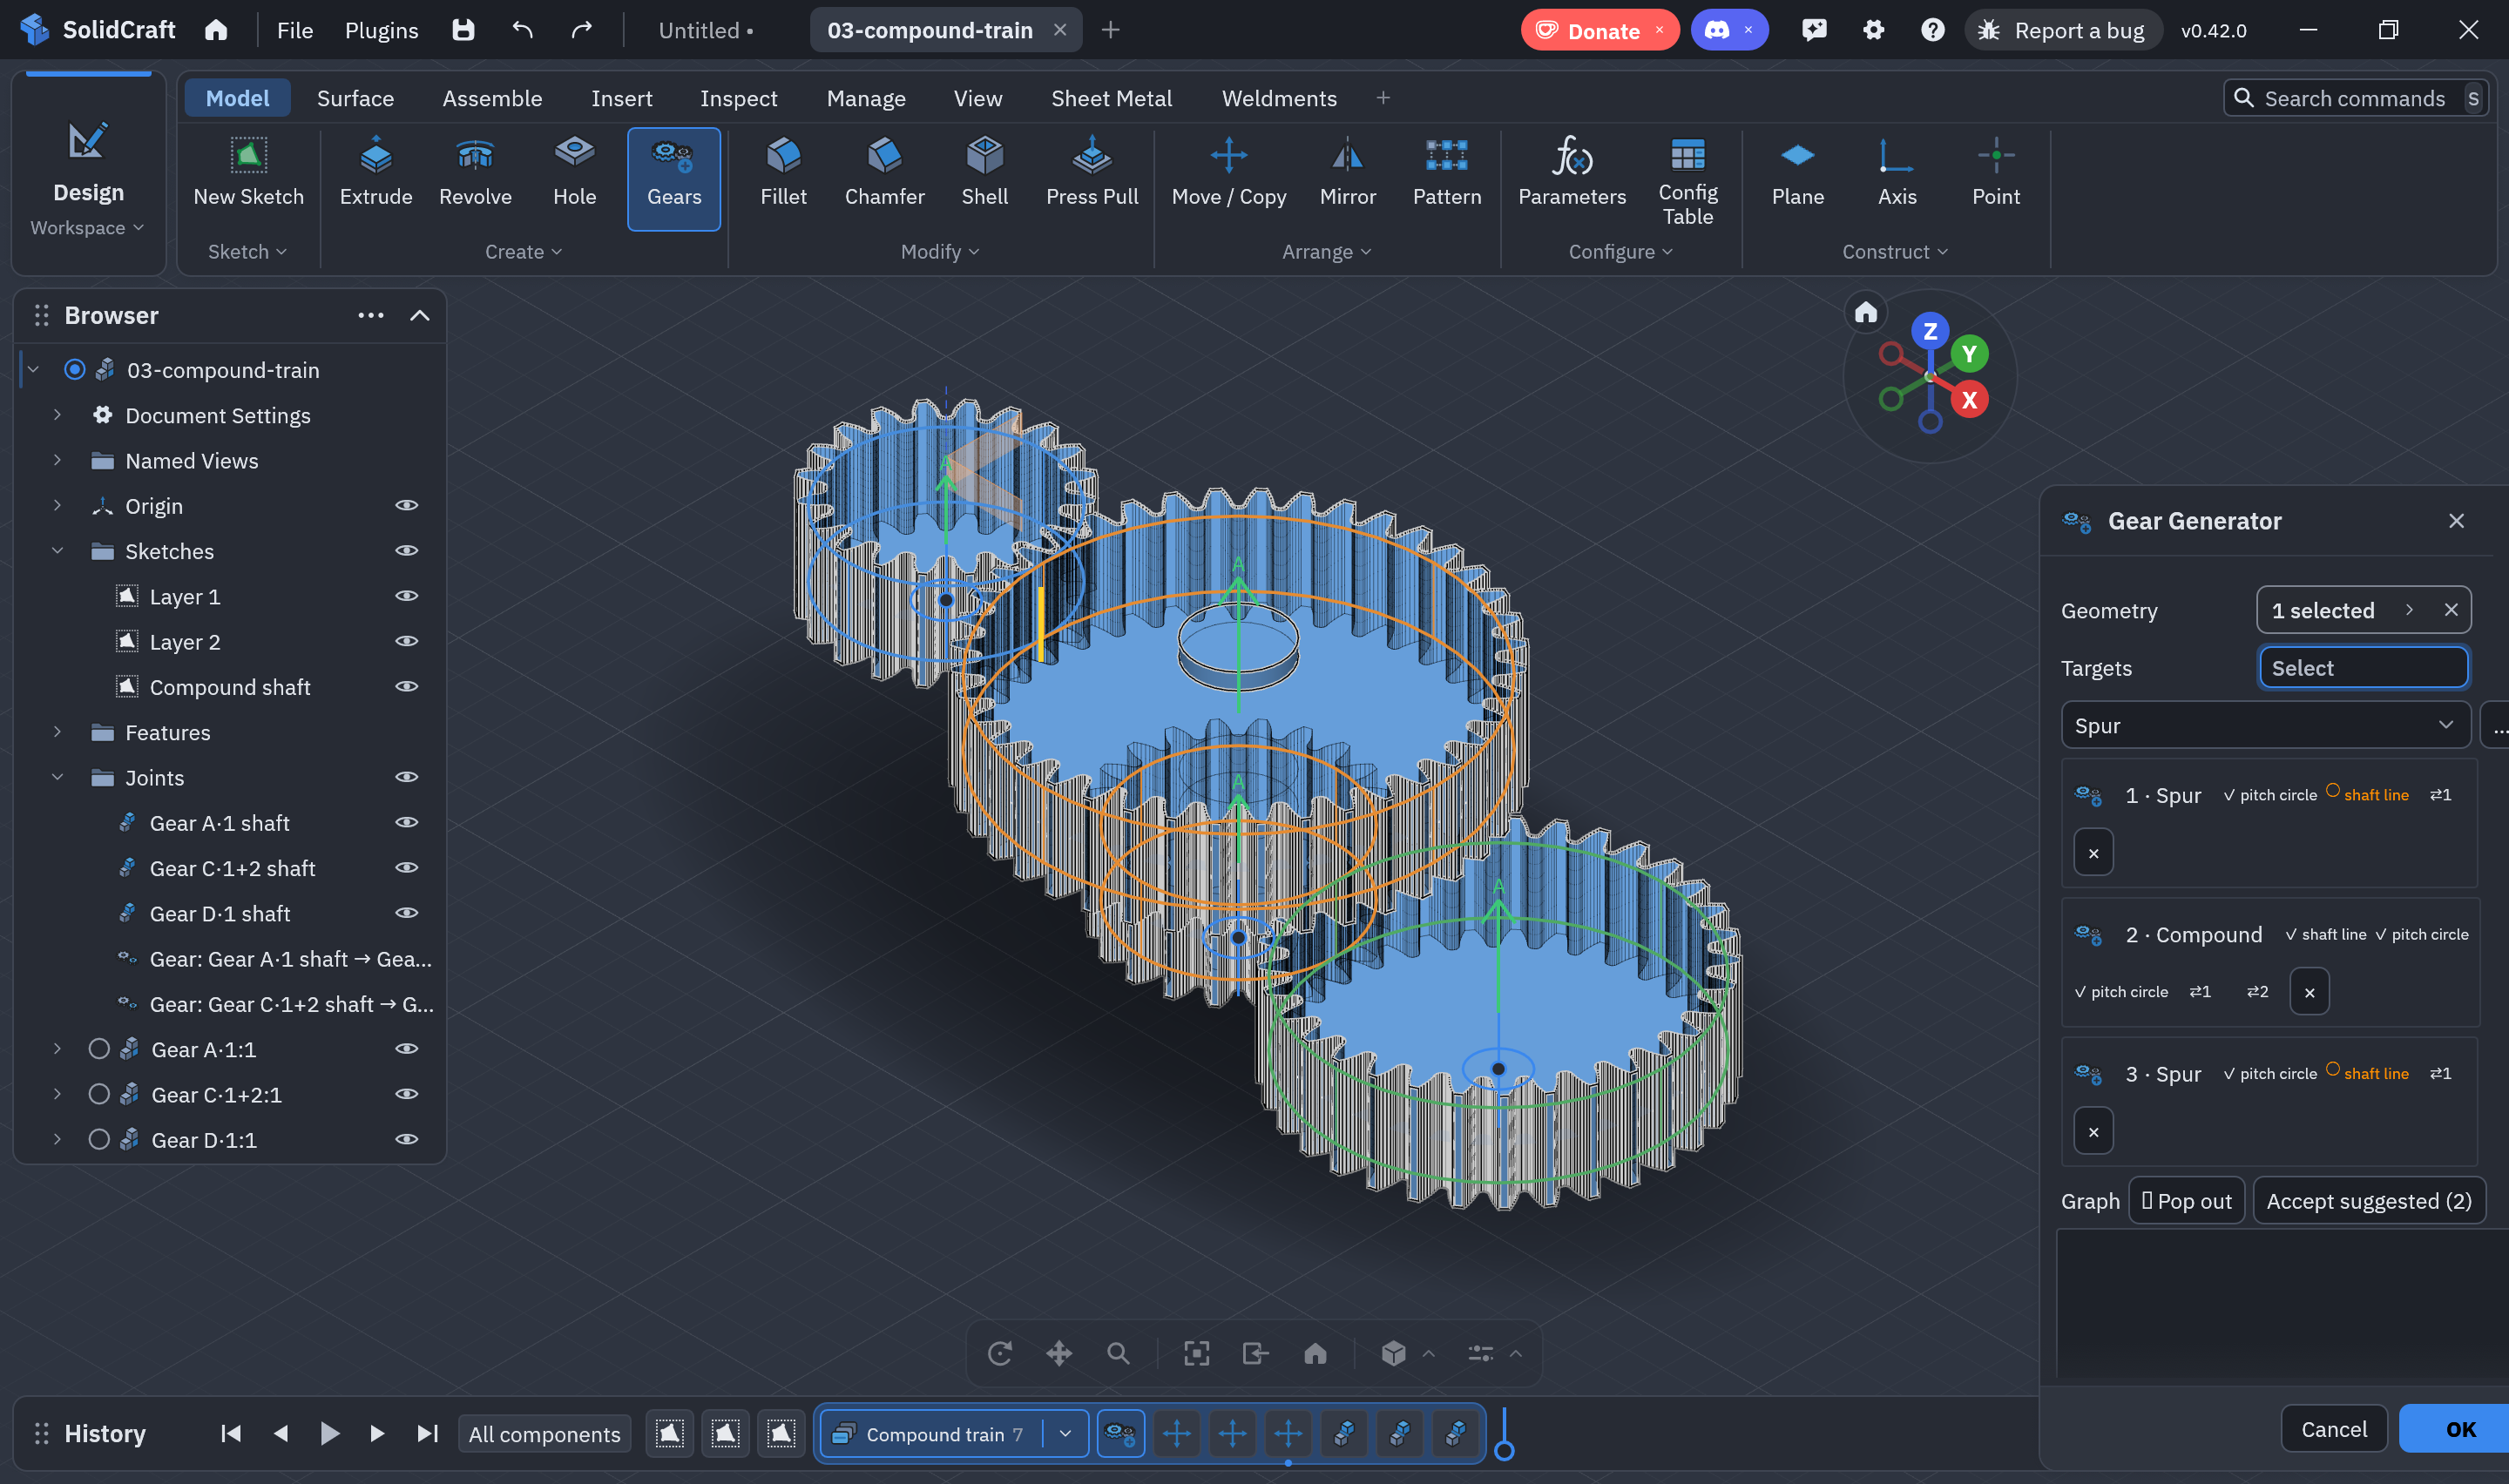 SolidCraft File Plugins Untitled • 03-compound-train × + Donate × × Report a bug v0.42.0
Design
Workspace
Model Surface Assemble Insert Inspect Manage View Sheet Metal Weldments + Search commands S
New Sketch Extrude Revolve Hole Gears Fillet Chamfer Shell Press Pull Move / Copy Mirror Pattern Parameters Config Table Plane Axis Point
Sketch Create Modify Arrange Configure Construct
Browser
03-compound-train
Document Settings
Named Views
Origin
Sketches
Layer 1
Layer 2
Compound shaft
Features
Joints
Gear A·1 shaft
Gear C·1+2 shaft
Gear D·1 shaft
Gear: Gear A·1 shaft → Gea...
Gear: Gear C·1+2 shaft → G...
Gear A·1:1
Gear C·1+2:1
Gear D·1:1
Z
Y
X
A
A
A
A
Gear Generator
Geometry 1 selected
Targets Select
Spur ...
1 · Spur ✓ pitch circle shaft line ⇄1
×
2 · Compound ✓ shaft line ✓ pitch circle
✓ pitch circle ⇄1 ⇄2 ×
3 · Spur ✓ pitch circle shaft line ⇄1
×
Graph Pop out Accept suggested (2)
Cancel OK
History All components Compound train 7